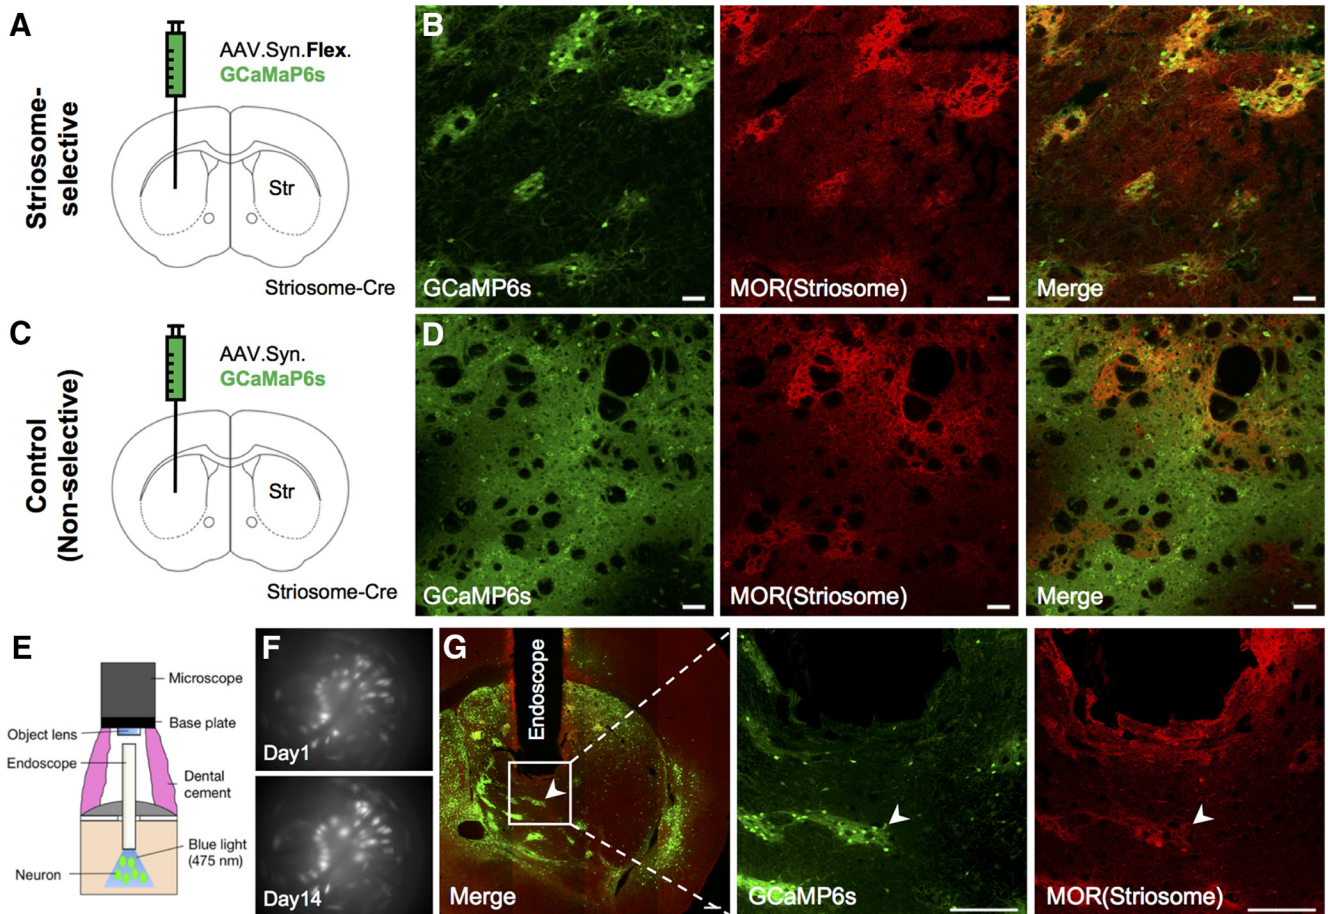 A
Striosome-
selective
AAV.Syn.Flex.
GCaMaP6s
Str
Striosome-Cre
B
GCaMP6s
MOR(Striosome)
Merge
C
Control
(Non-selective)
AAV.Syn.
GCaMaP6s
Str
Striosome-Cre
D
GCaMP6s
MOR(Striosome)
Merge
E
Microscope
Base plate
Object lens
Endoscope
Dental
cement
Blue light
(475 nm)
Neuron
F
Day1
Day14
G
Endoscope
Merge
GCaMP6s
MOR(Striosome)